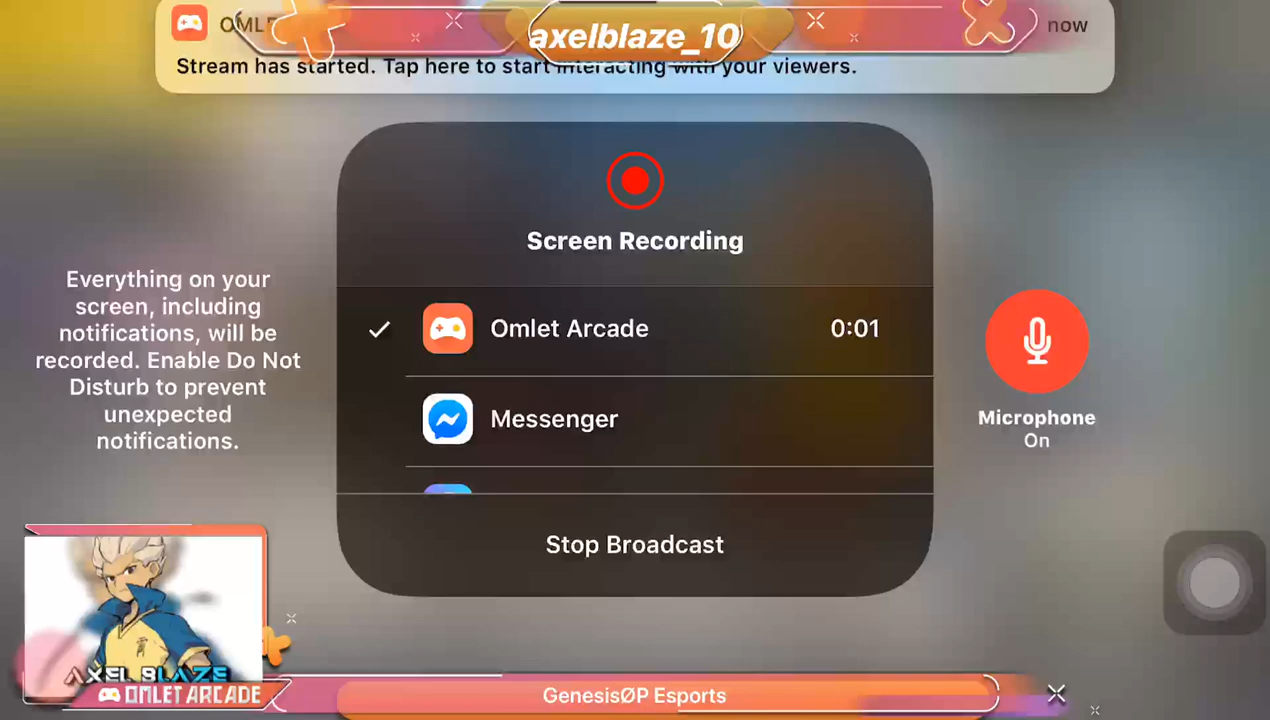 OML
axelblaze_10
now
Stream has started. Tap here to start interacting with your viewers.
Screen Recording
Everything on your
screen, including
notifications, will be
recorded. Enable Do Not
Disturb to prevent
unexpected
notifications.
Omlet Arcade 0:01
Messenger
Microphone
On
Stop Broadcast
AXEL BLAZE
OMLET ARCADE
GenesisØP Esports